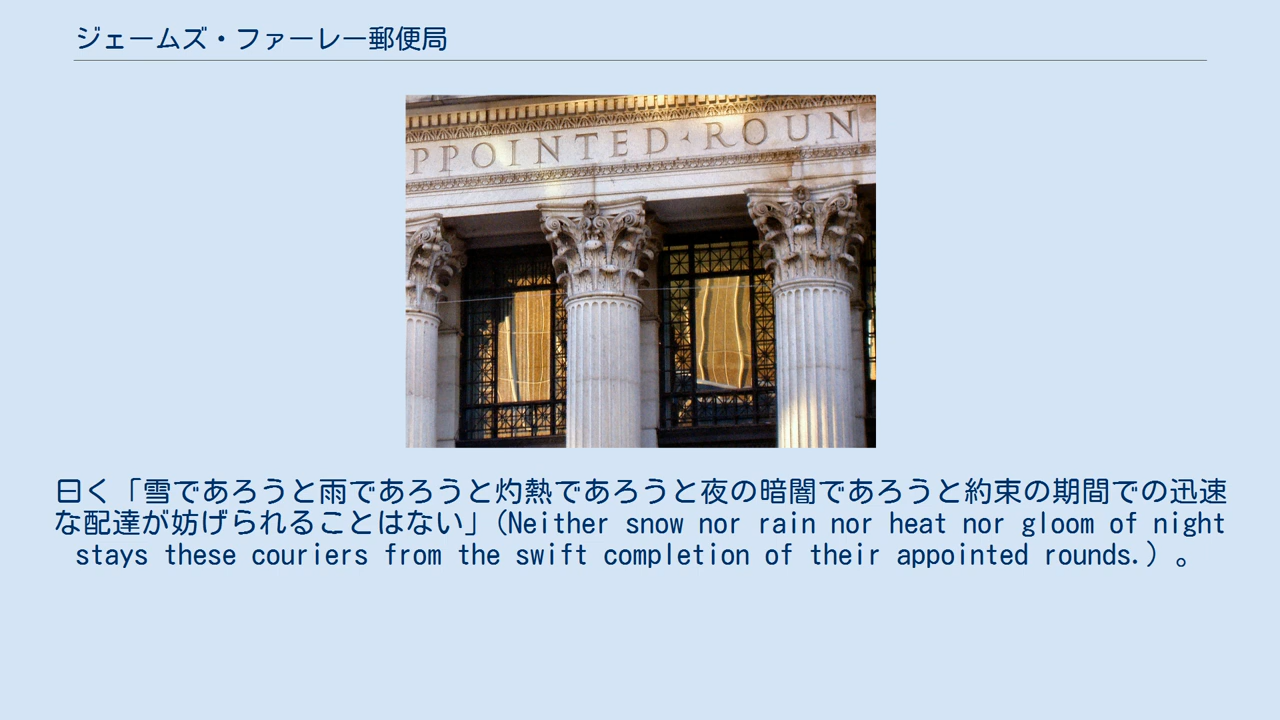 ジェームズ・ファーレー郵便局
PPOINTED·ROUN
曰く「雪であろうと雨であろうと灼熱であろうと夜の暗闇であろうと約束の期間での迅速
な配達が妨げられることはない」(Neither snow nor rain nor heat nor gloom of night
stays these couriers from the swift completion of their appointed rounds.）。